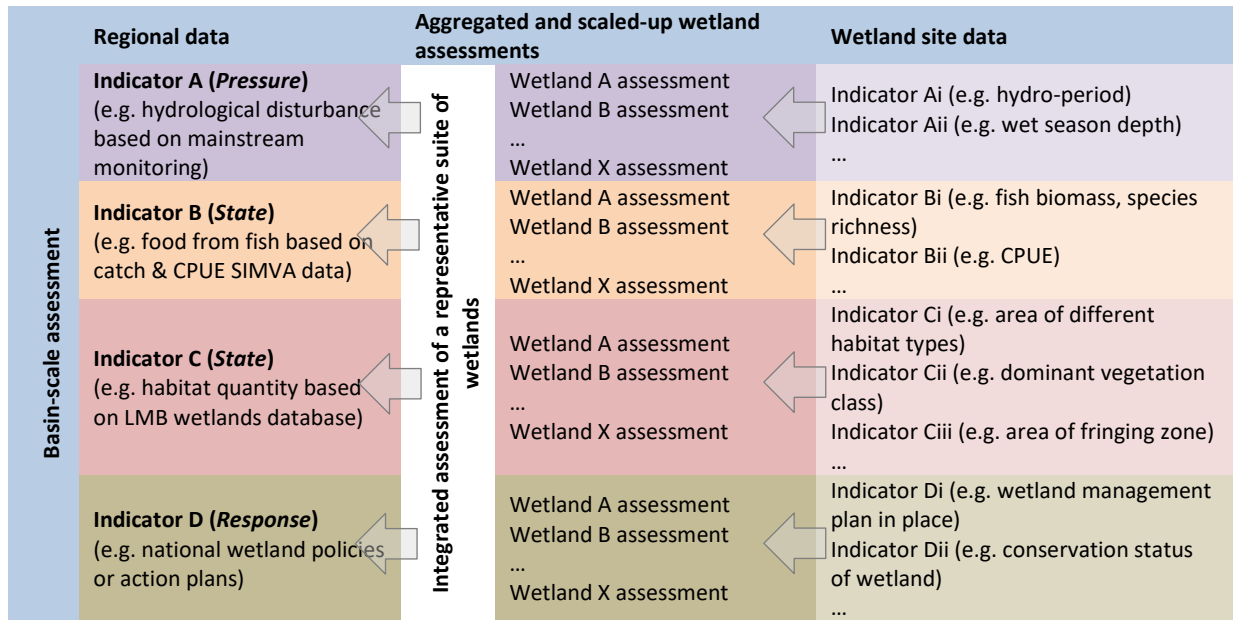 Regional data
Aggregated and scaled-up wetland
assessments
Wetland site data
Basin-scale assessment
Indicator A (Pressure)
(e.g. hydrological disturbance
based on mainstream
monitoring)
Integrated assessment of a representative suite of
wetlands
Wetland A assessment
Wetland B assessment
...
Wetland X assessment
Indicator Ai (e.g. hydro-period)
Indicator Aii (e.g. wet season depth)
...
Indicator B (State)
(e.g. food from fish based on
catch & CPUE SIMVA data)
Wetland A assessment
Wetland B assessment
...
Wetland X assessment
Indicator Bi (e.g. fish biomass, species
richness)
Indicator Bii (e.g. CPUE)
...
Indicator C (State)
(e.g. habitat quantity based
on LMB wetlands database)
Wetland A assessment
Wetland B assessment
...
Wetland X assessment
Indicator Ci (e.g. area of different
habitat types)
Indicator Cii (e.g. dominant vegetation
class)
Indicator Ciii (e.g. area of fringing zone)
...
Indicator D (Response)
(e.g. national wetland policies
or action plans)
Wetland A assessment
Wetland B assessment
...
Wetland X assessment
Indicator Di (e.g. wetland management
plan in place)
Indicator Dii (e.g. conservation status
of wetland)
...